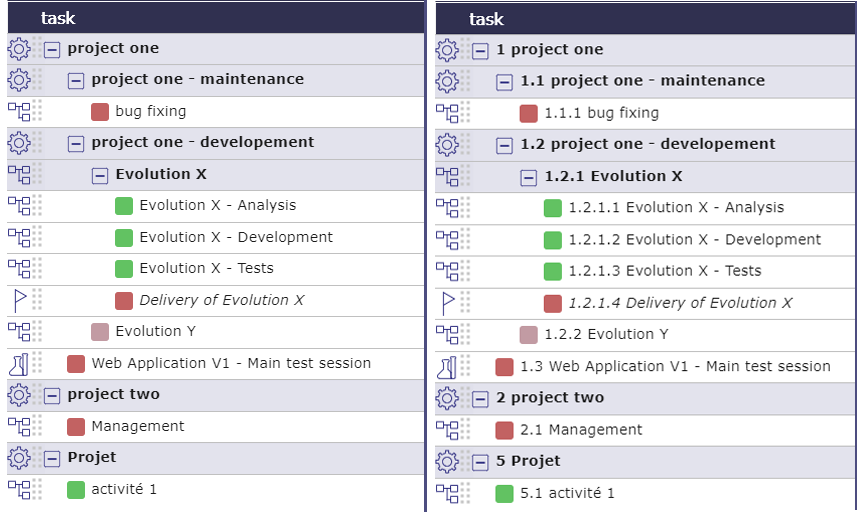 task
project one
project one - maintenance
bug fixing
project one - developement
Evolution X
Evolution X - Analysis
Evolution X - Development
Evolution X - Tests
Delivery of Evolution X
Evolution Y
Web Application V1 - Main test session
project two
Management
Projet
activité 1
task
1 project one
1.1 project one - maintenance
1.1.1 bug fixing
1.2 project one - developement
1.2.1 Evolution X
1.2.1.1 Evolution X - Analysis
1.2.1.2 Evolution X - Development
1.2.1.3 Evolution X - Tests
1.2.1.4 Delivery of Evolution X
1.2.2 Evolution Y
1.3 Web Application V1 - Main test session
2 project two
2.1 Management
5 Projet
5.1 activité 1